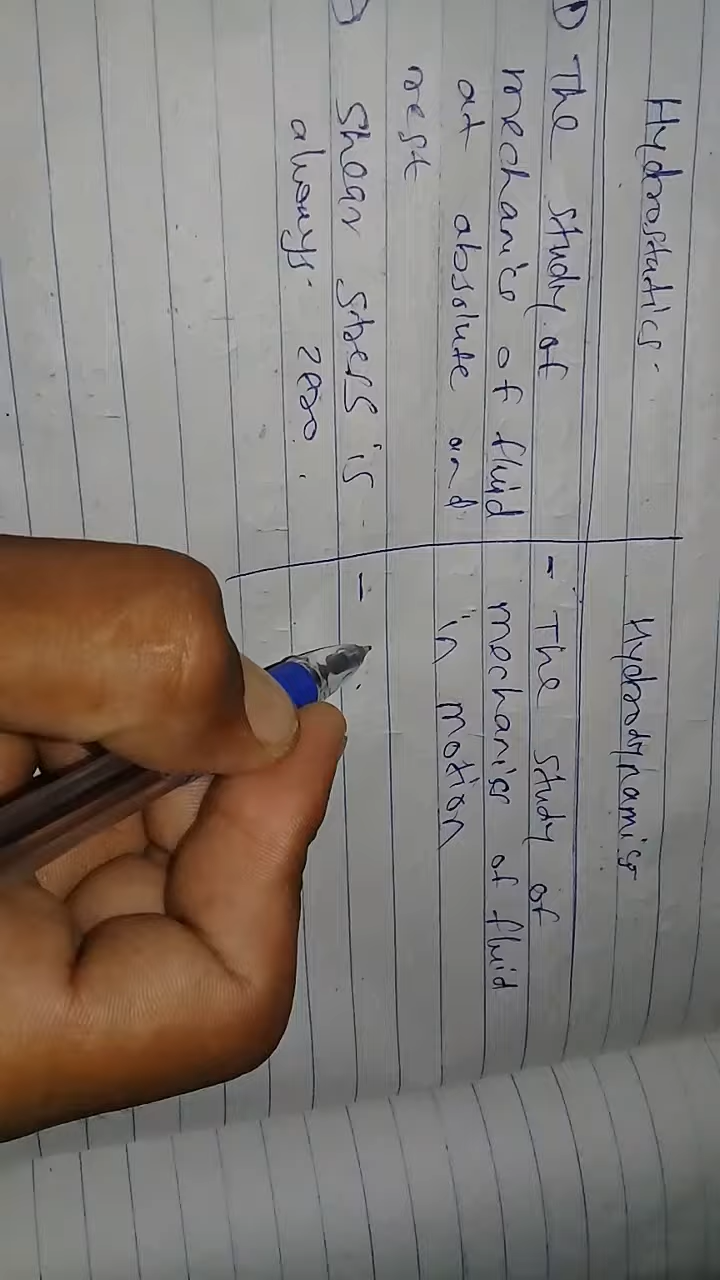 Hydrostatics.
Hydrodynamics
1) The study of
mechanics of fluid
at absolute and
rest
- The study of
mechanics of fluid
in motion
Shear stress is -
always zero.
-